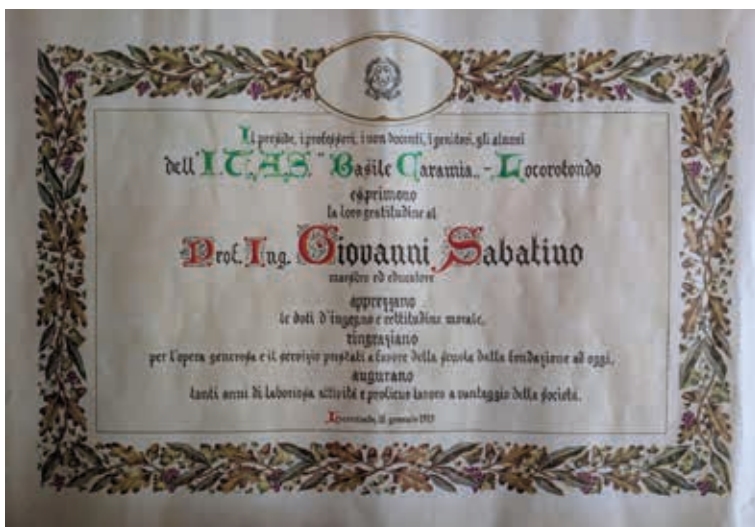 Il preside, i professori, i non docenti, i genitori, gli alunni
dell'I.T.A.S. "Basile Caramia" - Locorotondo
esprimono
la loro gratitudine al
Prof. Ing. Giovanni Sabatino
maestro ed educatore
apprezzano
le doti d'ingegno e rettitudine morale,
ringraziano
per l'opera generosa e il servizio prestati a favore della scuola dalla fondazione ad oggi,
augurano
tanti anni di laboriosa attività e proficuo lavoro a vantaggio della società.
Locorotondo, gennaio